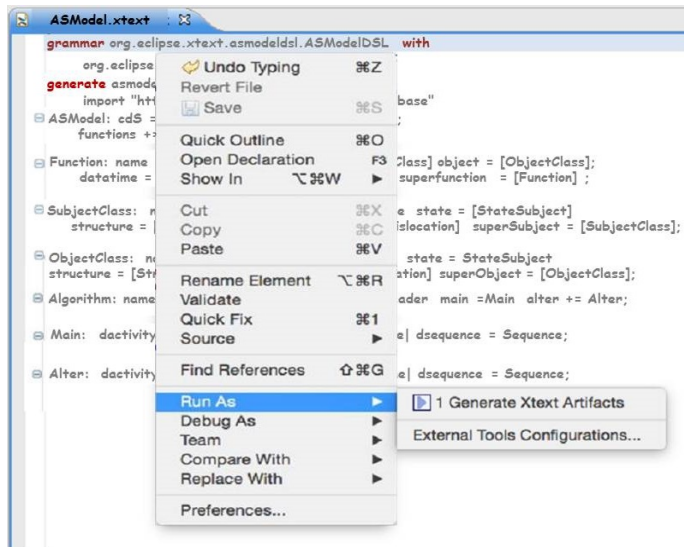 ASModel.xtext
grammar org.eclipse.xtext.asmodeldsl.ASModelDSL with
org.eclipse
generate asmode
import "htt base"
ASModel: cdS = ;
functions +=
Function: name Class] object = [ObjectClass];
datatime = superfunction = [Function] ;
SubjectClass: n e state = [StateSubject]
structure = [ islocation] superSubject = [SubjectClass];
ObjectClass: na state = StateSubject
structure = [Str ation] superObject = [ObjectClass];
Algorithm: name ader main =Main alter += Alter;
Main: dactivity e| dsequence = Sequence;
Alter: dactivity e| dsequence = Sequence;
Undo Typing ⌘Z
Revert File
Save ⌘S
Quick Outline ⌘O
Open Declaration F3
Show In ⌥⌘W ▶
Cut ⌘X
Copy ⌘C
Paste ⌘V
Rename Element ⌥⌘R
Validate
Quick Fix ⌘1
Source ▶
Find References ⇧⌘G
Run As ▶
Debug As ▶
Team ▶
Compare With ▶
Replace With ▶
Preferences...
1 Generate Xtext Artifacts
External Tools Configurations...